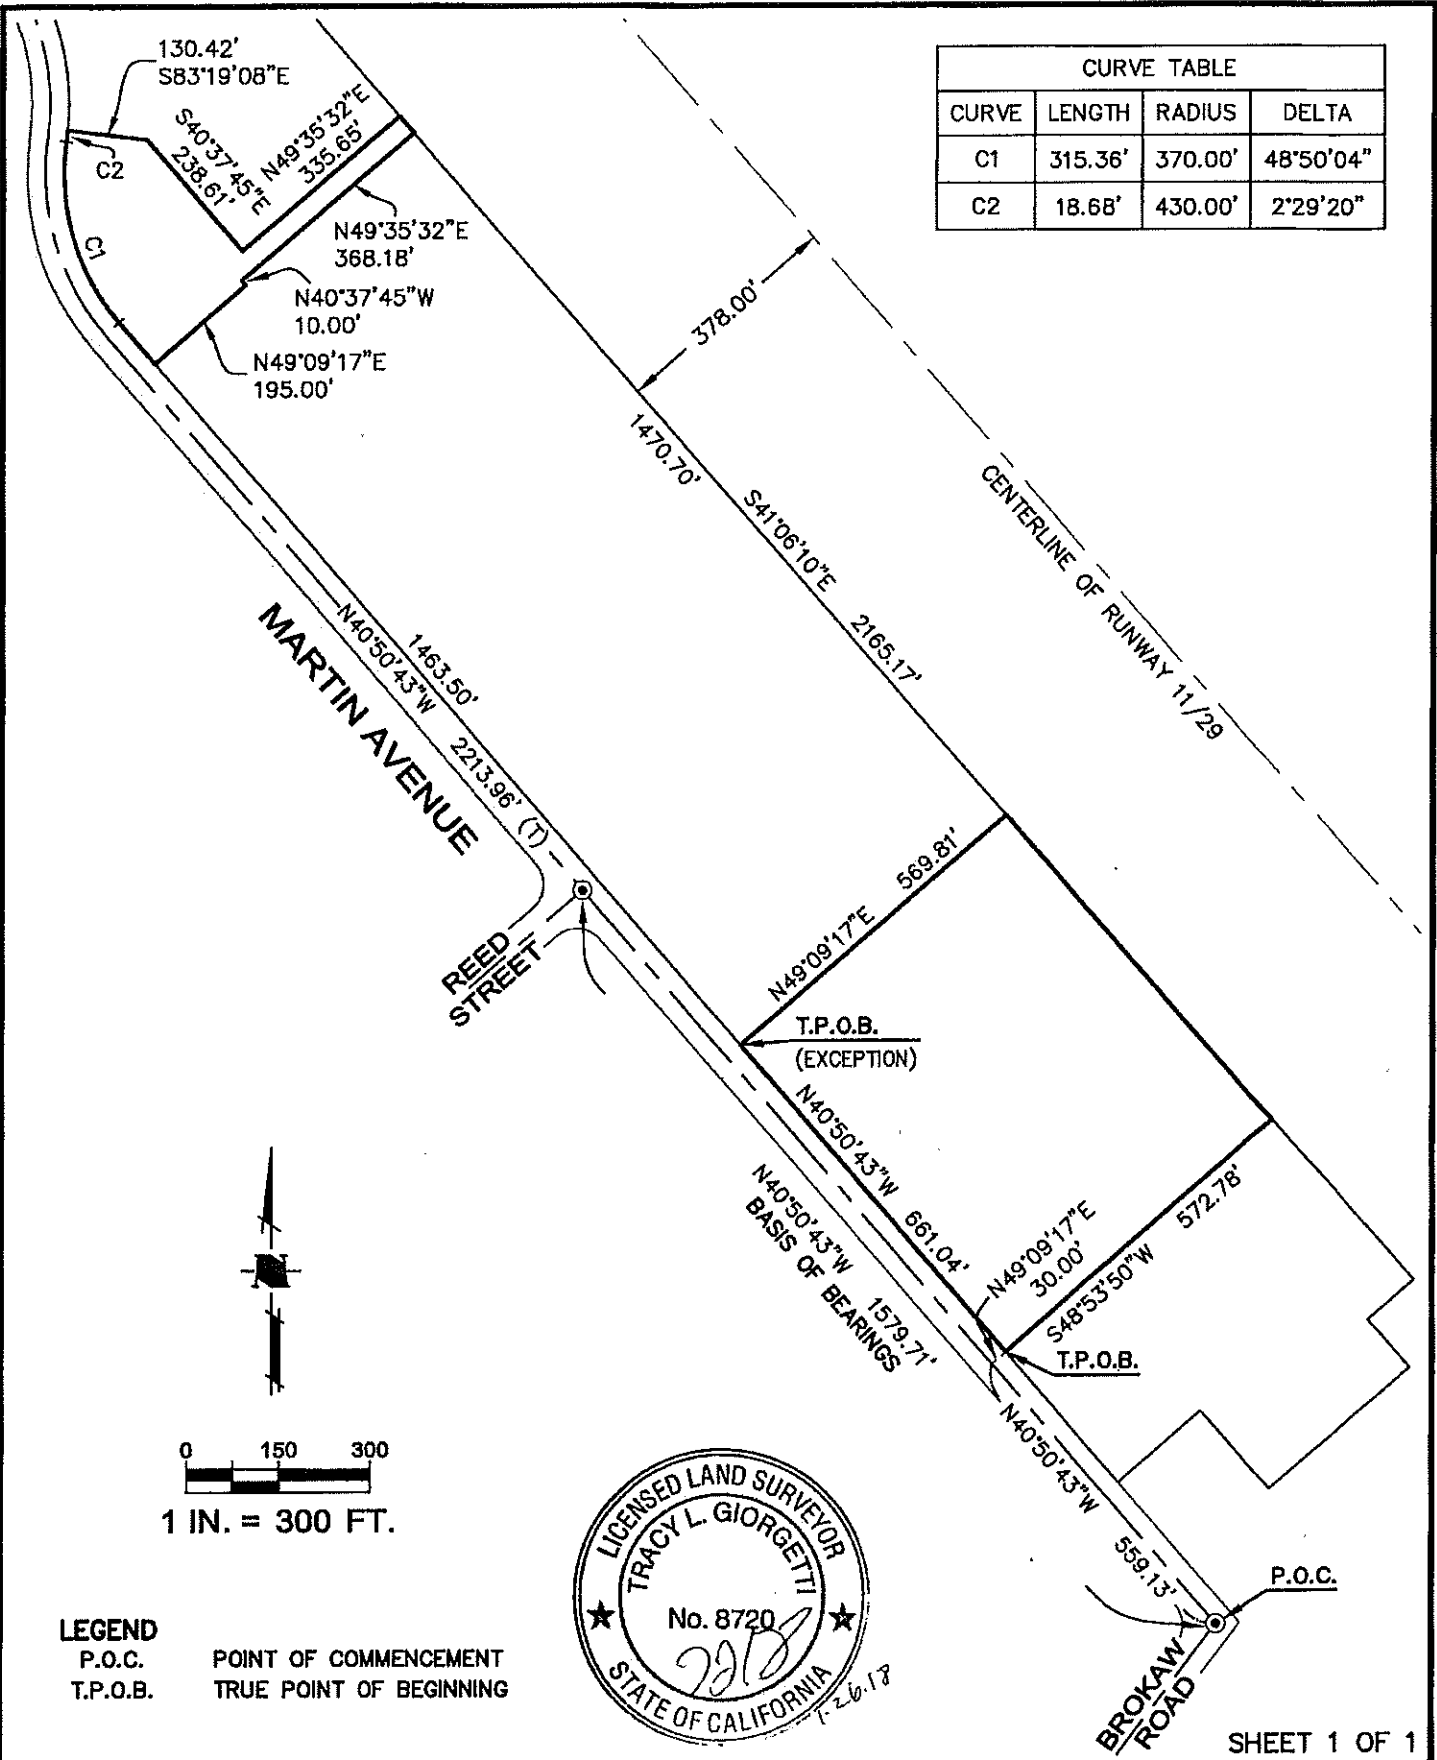 130.42'
S83°19'08"E
S40°37'45"E
238.61'
N49°35'32"E
335.65'
C2
C1
N49°35'32"E
368.18'
N40°37'45"W
10.00'
N49°09'17"E
195.00'
CURVE TABLE
CURVE LENGTH RADIUS DELTA
C1 315.36' 370.00' 48°50'04"
C2 18.68' 430.00' 2°29'20"
378.00'
1470.70'
S41°06'10"E 2165.17'
CENTERLINE OF RUNWAY 11/29
MARTIN AVENUE
1463.50'
N40°50'43"W 2213.96' (T)
REED
STREET
N49°09'17"E 569.81'
T.P.O.B.
(EXCEPTION)
N40°50'43"W 661.04'
N40°50'43"W 1579.71'
BASIS OF BEARINGS
N49°09'17"E
30.00'
S48°53'50"W 572.78'
T.P.O.B.
N40°50'43"W 559.13'
P.O.C.
BROKAW
ROAD
N
0 150 300
1 IN. = 300 FT.
LICENSED LAND SURVEYOR
TRACY L. GIORGETTI
No. 8720
STATE OF CALIFORNIA
1.26.18
LEGEND
P.O.C. POINT OF COMMENCEMENT
T.P.O.B. TRUE POINT OF BEGINNING
SHEET 1 OF 1